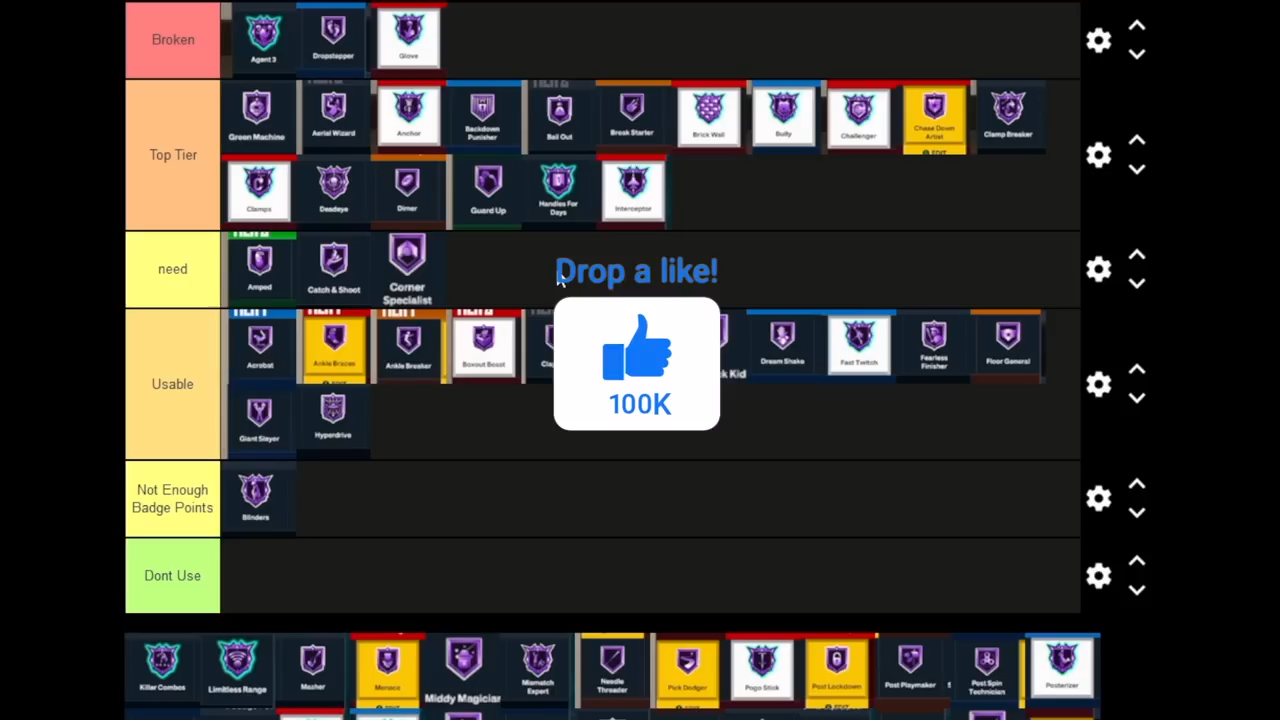 Broken
Agent 3
Dropstepper
Glove
Top Tier
Green Machine
Aerial Wizard
Anchor
Backdown
Punisher
Bail Out
Break Starter
Brick Wall
Bully
Challenger
Chase Down
Artist
EDIT
Clamp Breaker
Clamps
Deadeye
Dimer
Guard Up
Handles For
Days
Interceptor
need
Amped
Catch & Shoot
Corner
Specialist
Drop a like!
100K
Usable
Acrobat
Ankle Braces
Ankle Breaker
Boxout Beast
Kid
Dream Shake
Fast Twitch
Fearless
Finisher
Floor General
Giant Slayer
Hyperdrive
Not Enough
Badge Points
Blinders
Dont Use
Killer Combos
Limitless Range
Masher
Menace
Middy Magician
Mismatch
Expert
Needle
Threader
Pick Dodger
Pogo Stick
Post Lockdown
Post Playmaker
Post Spin
Technician
Posterizer